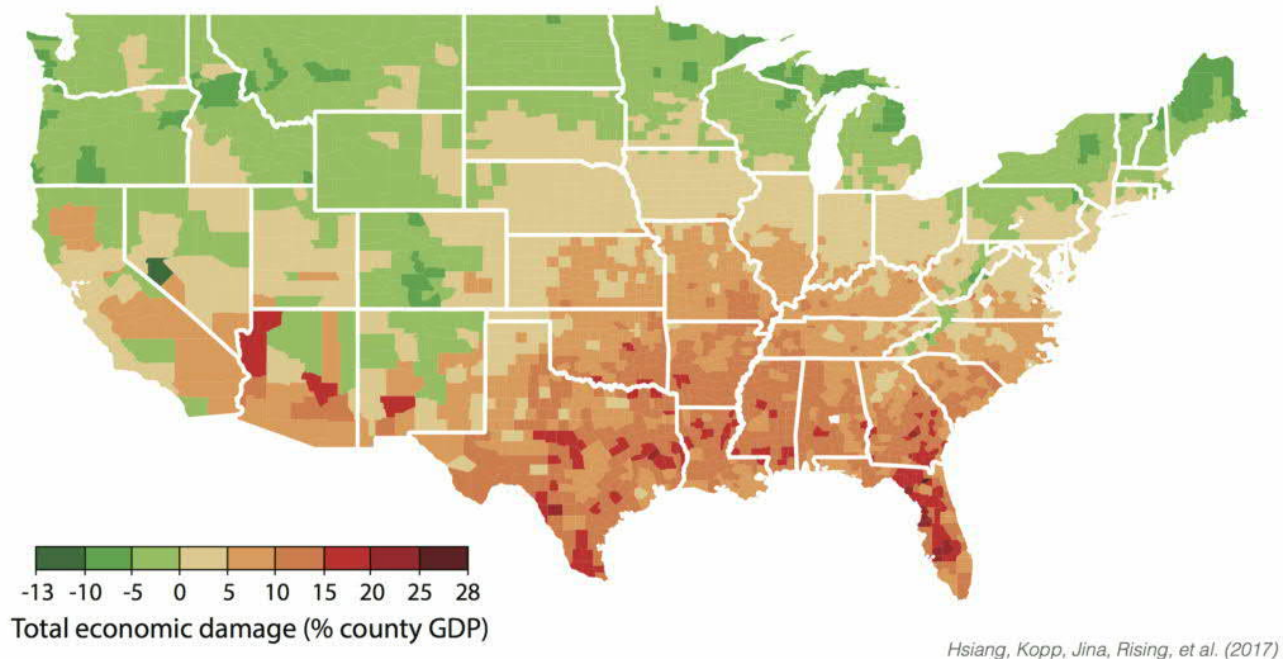 -13 -10 -5 0 5 10 15 20 25 28
Total economic damage (% county GDP)
Hsiang, Kopp, Jina, Rising, et al. (2017)